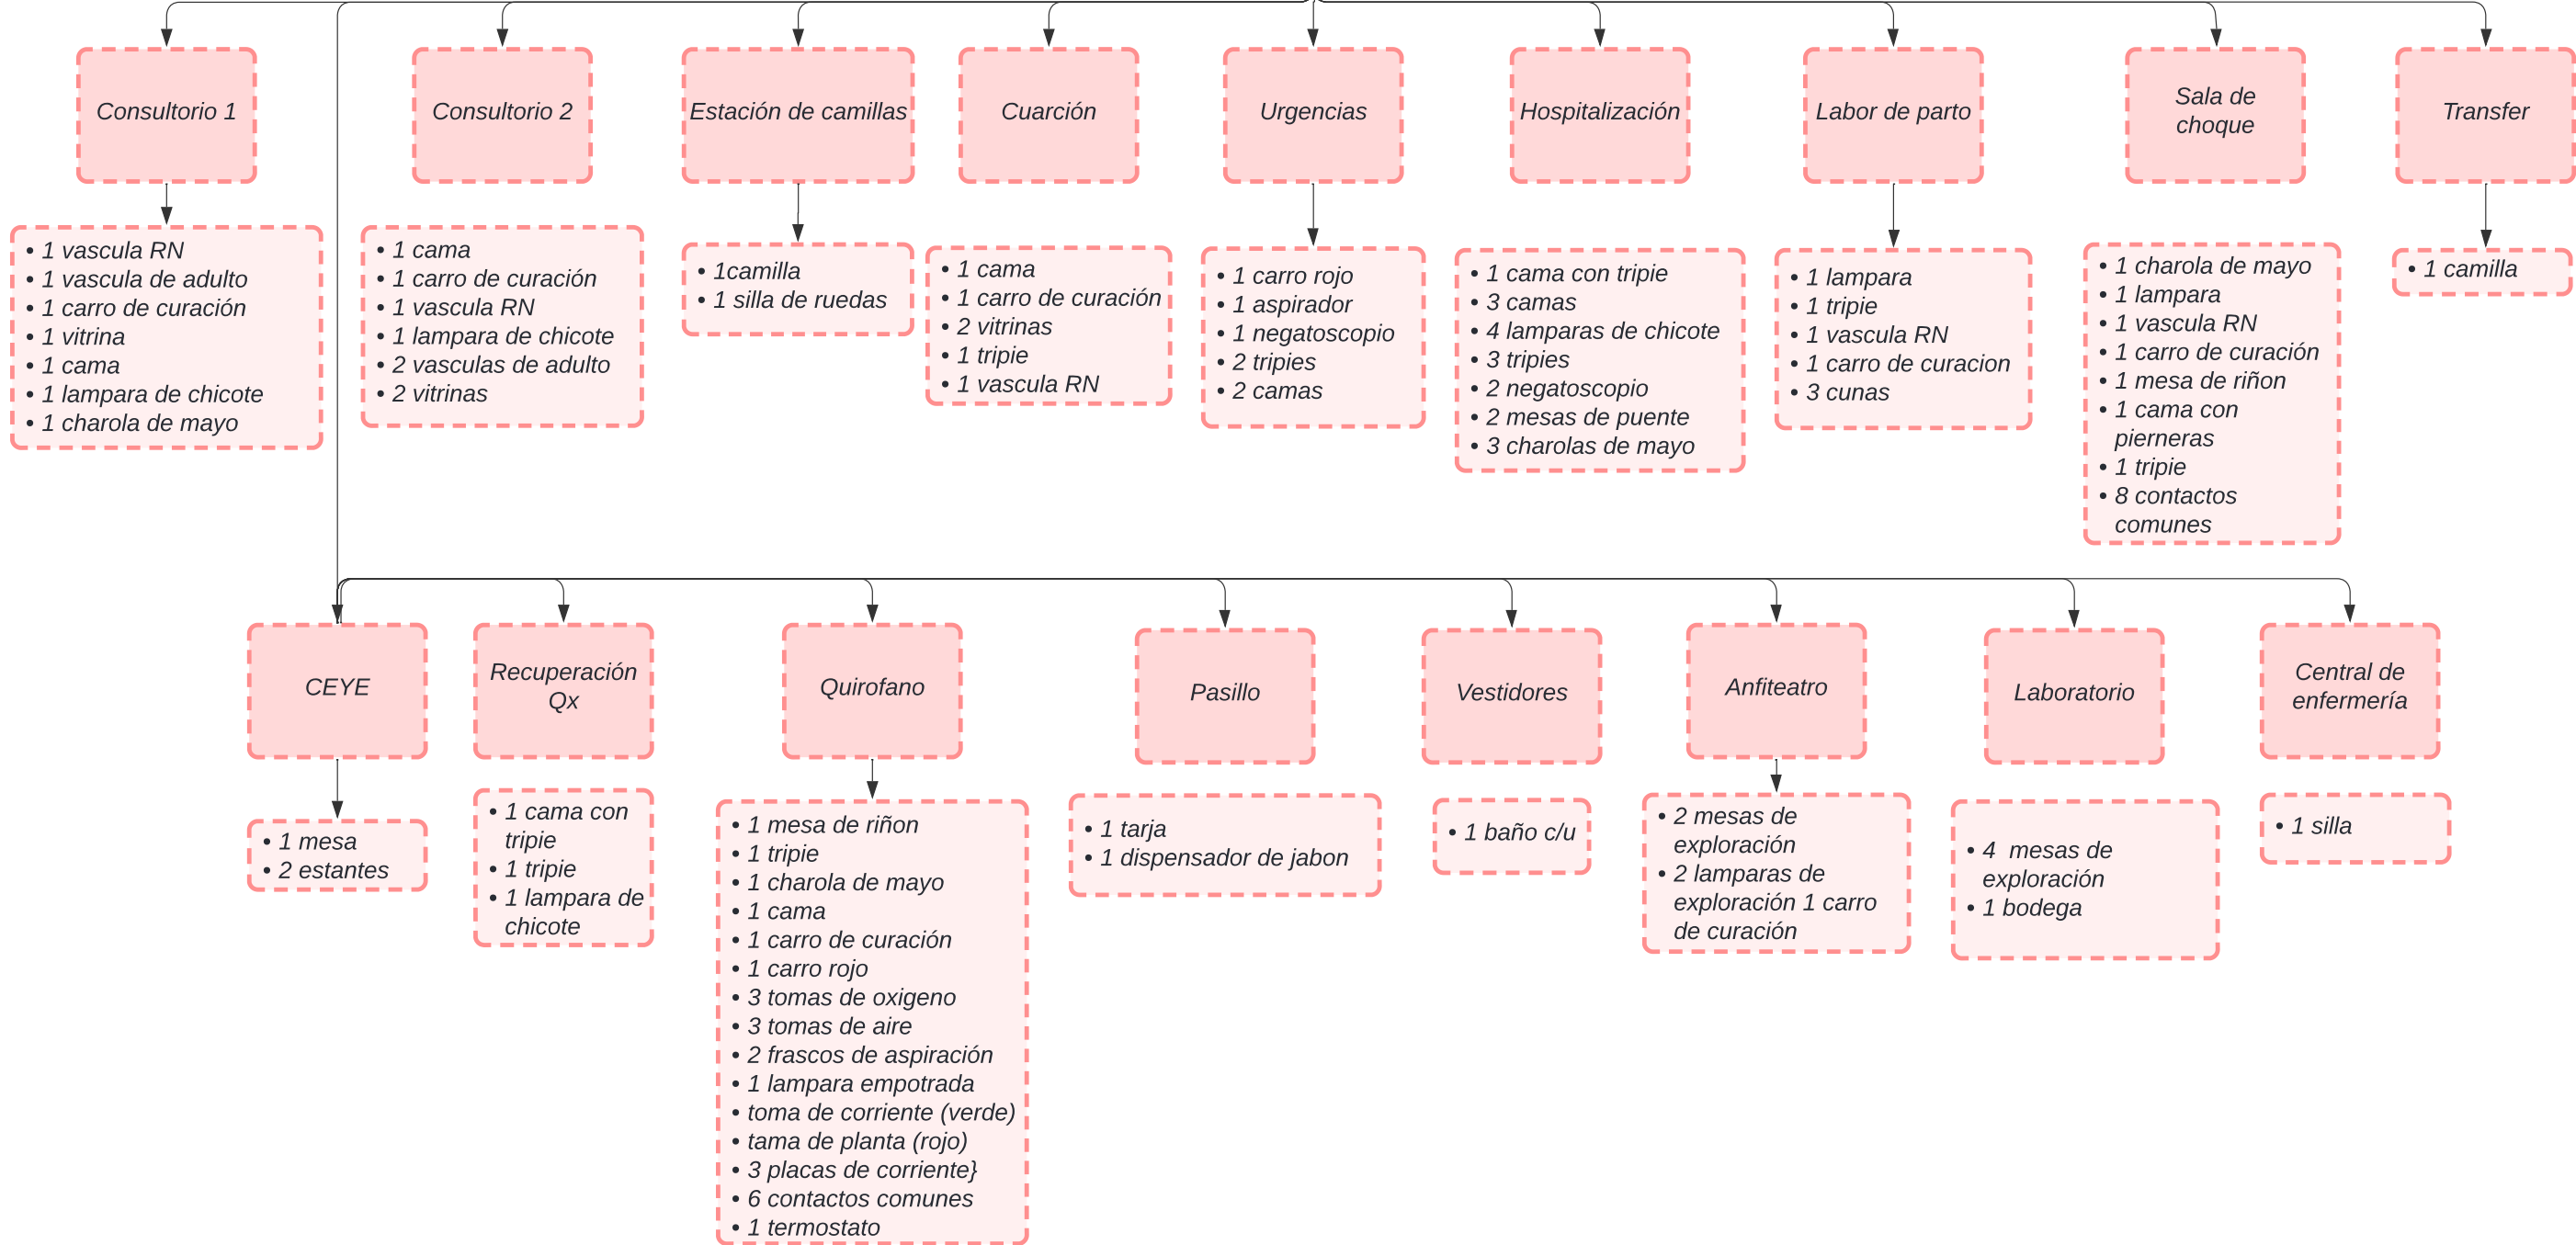 Consultorio 1
Consultorio 2
Estación de camillas
Cuarción
Urgencias
Hospitalización
Labor de parto
Sala de
choque
Transfer
• 1 vascula RN
• 1 vascula de adulto
• 1 carro de curación
• 1 vitrina
• 1 cama
• 1 lampara de chicote
• 1 charola de mayo
• 1 cama
• 1 carro de curación
• 1 vascula RN
• 1 lampara de chicote
• 2 vasculas de adulto
• 2 vitrinas
• 1camilla
• 1 silla de ruedas
• 1 cama
• 1 carro de curación
• 2 vitrinas
• 1 tripie
• 1 vascula RN
• 1 carro rojo
• 1 aspirador
• 1 negatoscopio
• 2 tripies
• 2 camas
• 1 cama con tripie
• 3 camas
• 4 lamparas de chicote
• 3 tripies
• 2 negatoscopio
• 2 mesas de puente
• 3 charolas de mayo
• 1 lampara
• 1 tripie
• 1 vascula RN
• 1 carro de curacion
• 3 cunas
• 1 charola de mayo
• 1 lampara
• 1 vascula RN
• 1 carro de curación
• 1 mesa de riñon
• 1 cama con
pierneras
• 1 tripie
• 8 contactos
comunes
• 1 camilla
CEYE
Recuperación
Qx
Quirofano
Pasillo
Vestidores
Anfiteatro
Laboratorio
Central de
enfermería
• 1 mesa
• 2 estantes
• 1 cama con
tripie
• 1 tripie
• 1 lampara de
chicote
• 1 mesa de riñon
• 1 tripie
• 1 charola de mayo
• 1 cama
• 1 carro de curación
• 1 carro rojo
• 3 tomas de oxigeno
• 3 tomas de aire
• 2 frascos de aspiración
• 1 lampara empotrada
• toma de corriente (verde)
• tama de planta (rojo)
• 3 placas de corriente}
• 6 contactos comunes
• 1 termostato
• 1 tarja
• 1 dispensador de jabon
• 1 baño c/u
• 2 mesas de
exploración
• 2 lamparas de
exploración 1 carro
de curación
• 4  mesas de
exploración
• 1 bodega
• 1 silla